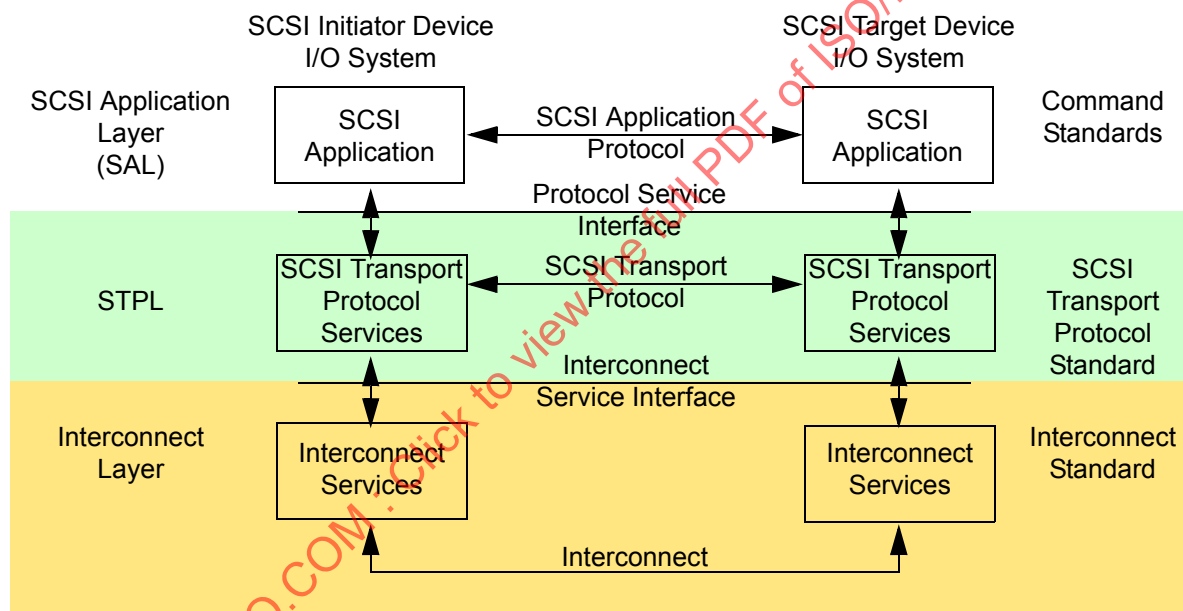 SCSI Initiator Device
I/O System
SCSI Target Device
I/O System
SCSI Application
Layer
(SAL)
SCSI
Application
SCSI Application
Protocol
SCSI
Application
Command
Standards
Protocol Service
Interface
STPL
SCSI Transport
Protocol
Services
SCSI Transport
Protocol
SCSI Transport
Protocol
Services
SCSI
Transport
Protocol
Standard
Interconnect
Service Interface
Interconnect
Layer
Interconnect
Services
Interconnect
Services
Interconnect
Standard
Interconnect
.COM : Click to view the full PDF of ISO/